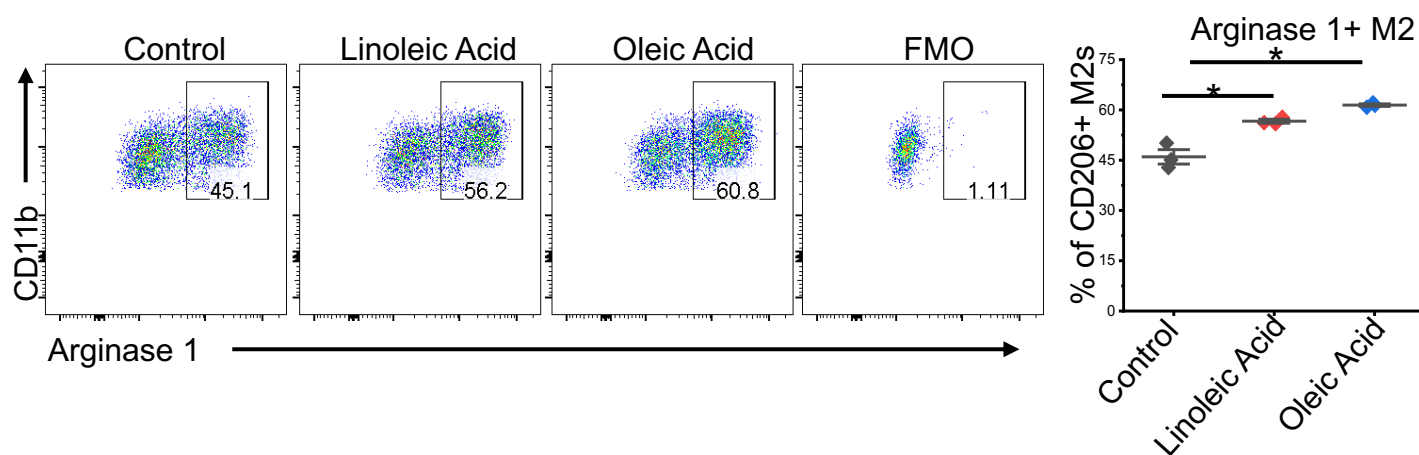 Control
Linoleic Acid
Oleic Acid
FMO
45.1
56.2
60.8
1.11
CD11b
Arginase 1
Arginase 1+ M2
*
*
% of CD206+ M2s
75
60
45
30
15
0
Control
Linoleic Acid
Oleic Acid